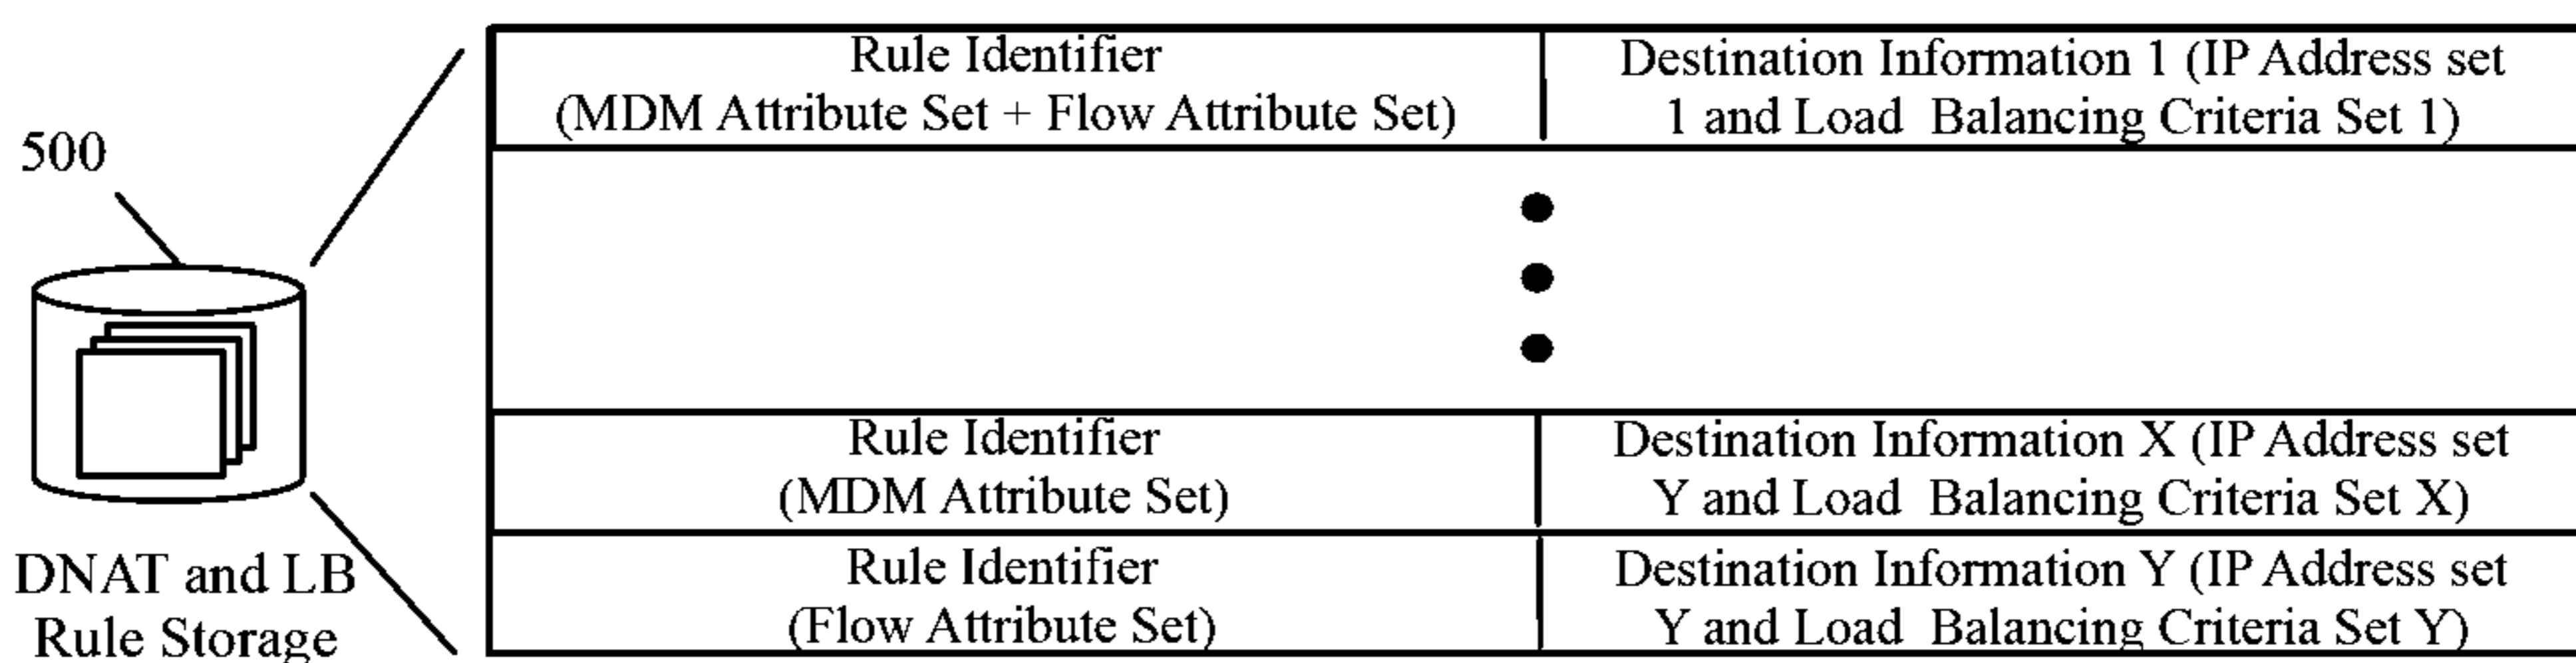 Rule Identifier
(MDM Attribute Set + Flow Attribute Set)
Destination Information 1 (IP Address set
1 and Load Balancing Criteria Set 1)
500
Rule Identifier
(MDM Attribute Set)
Destination Information X (IP Address set
Y and Load Balancing Criteria Set X)
Rule Identifier
(Flow Attribute Set)
Destination Information Y (IP Address set
Y and Load Balancing Criteria Set Y)
DNAT and LB
Rule Storage